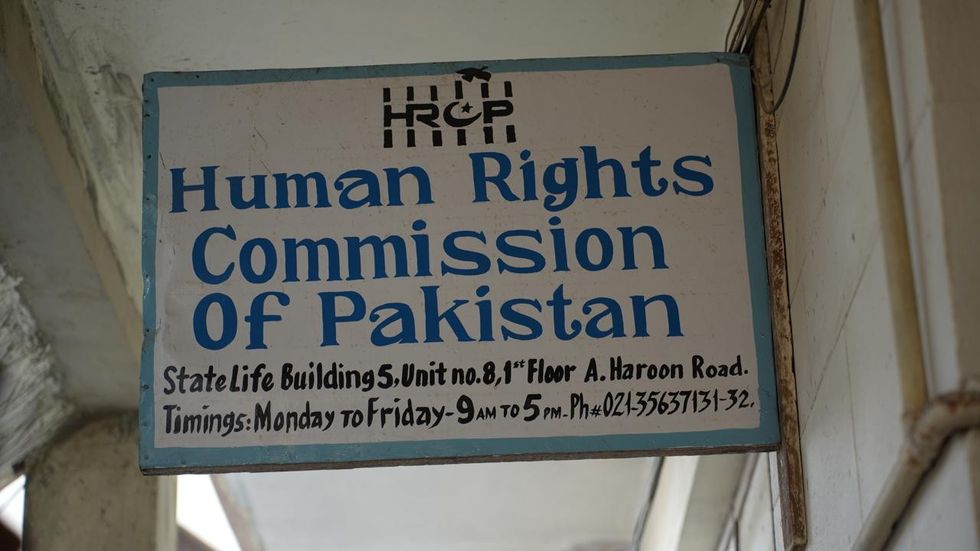 HRCP
Human Rights
Commission
Of Pakistan
State Life Building 5, Unit no. 8, 1st Floor A. Haroon Road.
Timings: Monday TO Friday - 9 AM TO 5 PM - Ph# 021-35637131-32.